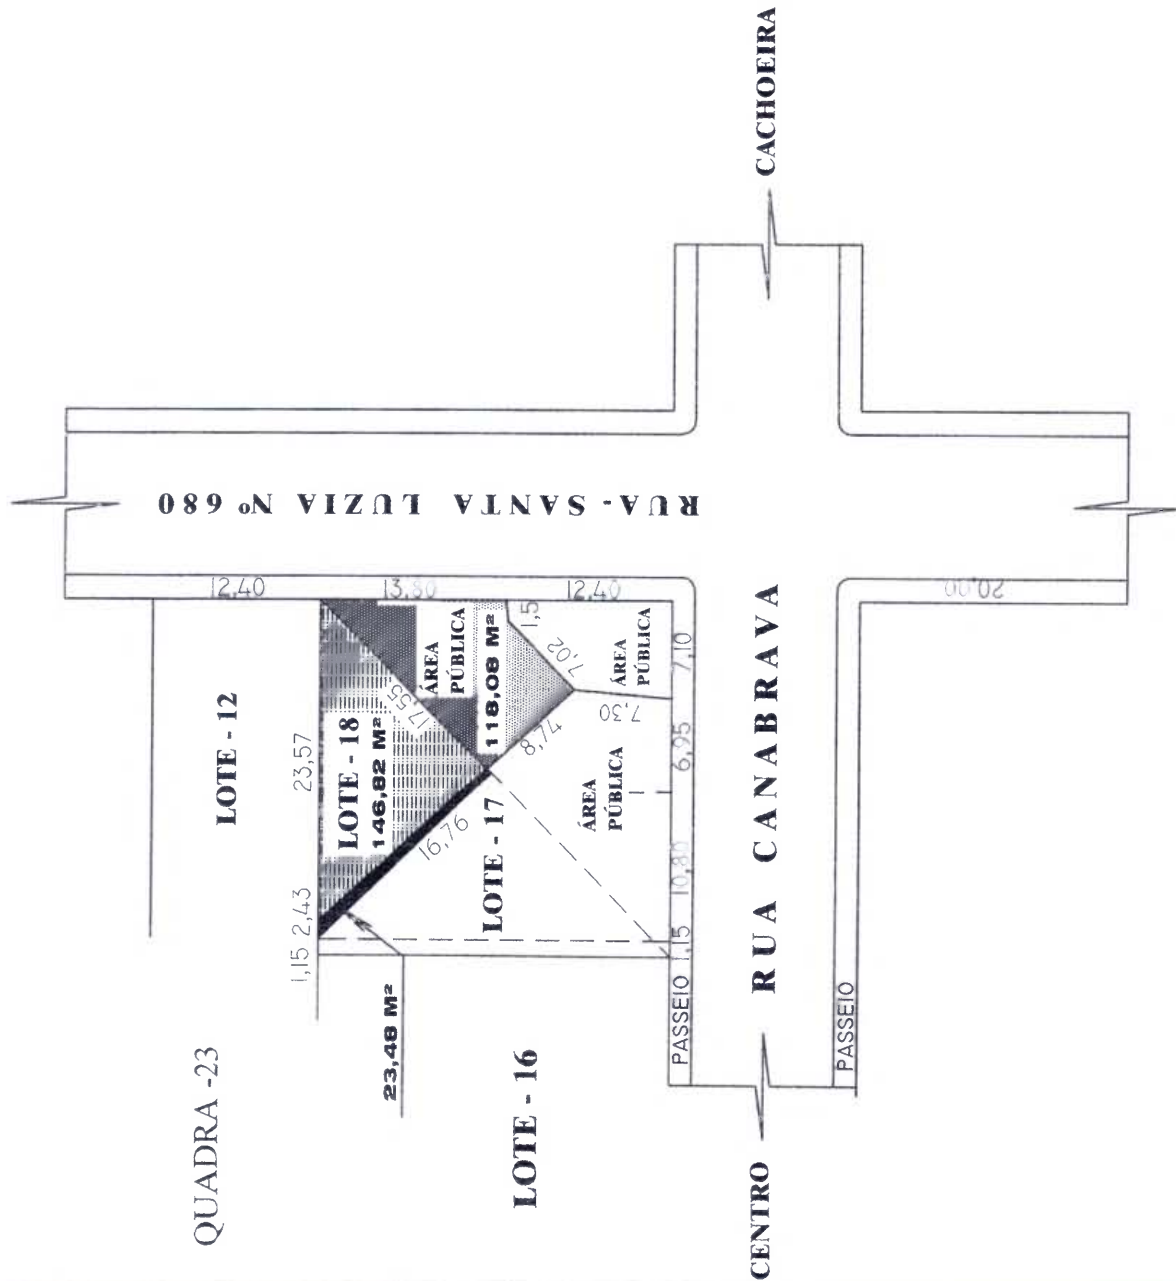 CACHOEIRA
RUA - SANTA LUZIA Nº 680
12,40
13,80
12,40
20,00
LOTE - 12
23,57
LOTE - 18
146,82 M²
17,55
ÁREA
PÚBLICA
118,08 M²
1,5
7,02
ÁREA
PÚBLICA
7,10
7,30
8,74
6,95
ÁREA
PÚBLICA
16,76
LOTE - 17
10,80
1,15
2,43
1,15
23,48 M²
QUADRA -23
LOTE - 16
PASSEIO
RUA CANABRAVA
PASSEIO
CENTRO